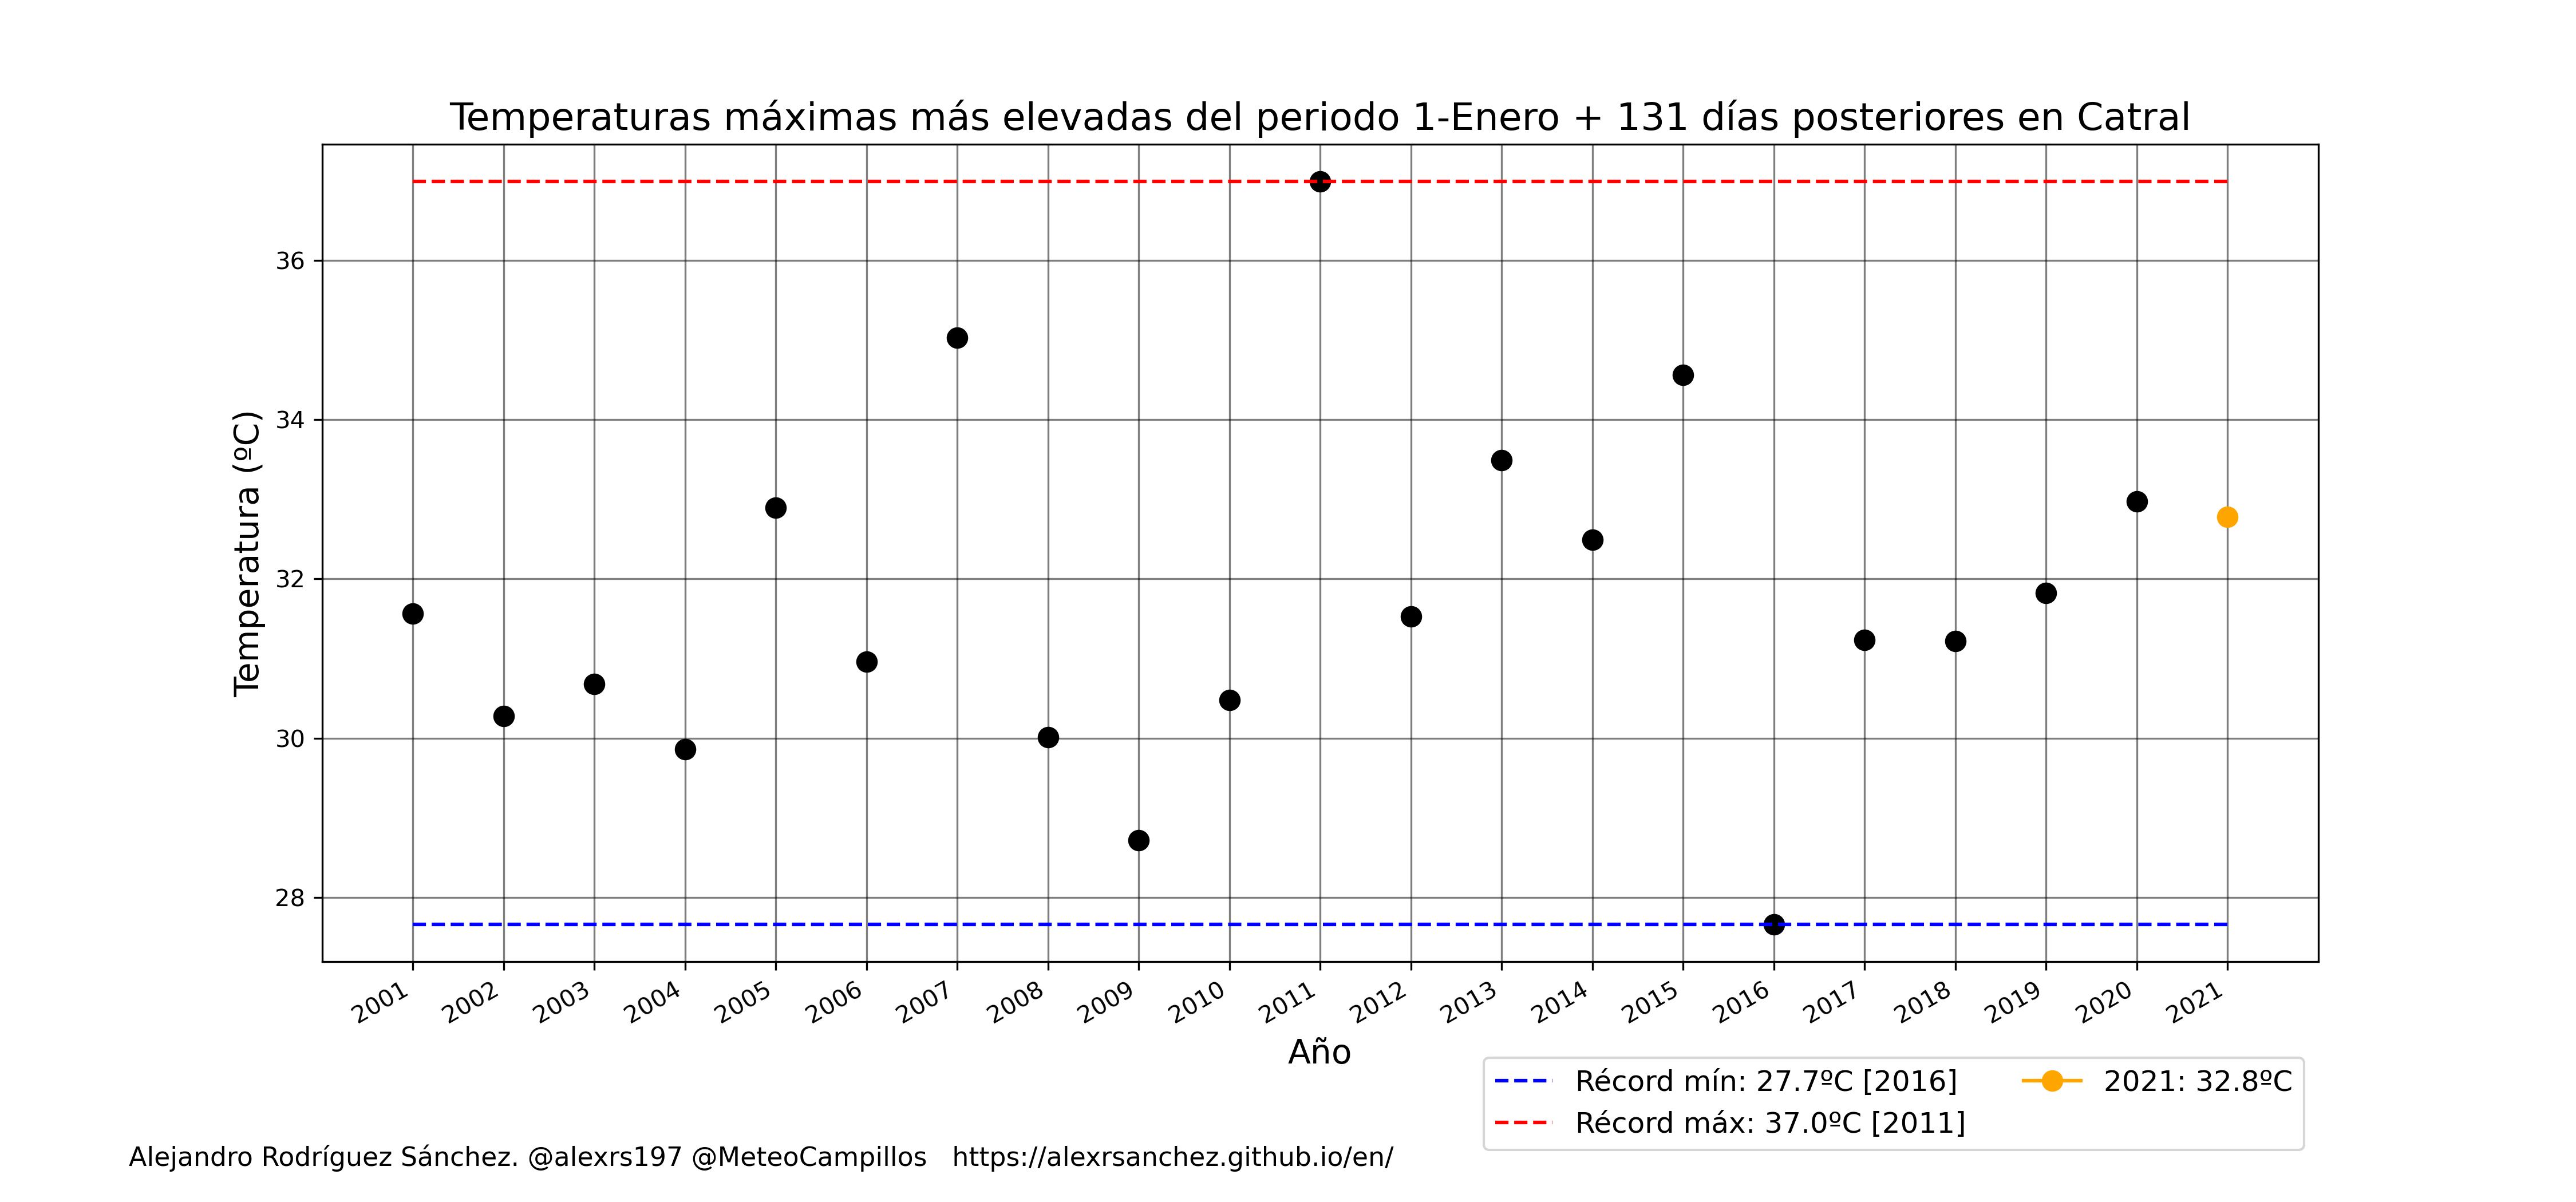 Temperaturas máximas más elevadas del periodo 1-Enero + 131 días posteriores en Catral
Temperatura (ºC)
36
34
32
30
28
2001 2002 2003 2004 2005 2006 2007 2008 2009 2010 2011 2012 2013 2014 2015 2016 2017 2018 2019 2020 2021
Año
Récord mín: 27.7ºC [2016]
Récord máx: 37.0ºC [2011]
2021: 32.8ºC
Alejandro Rodríguez Sánchez. @alexrs197 @MeteoCampillos https://alexrsanchez.github.io/en/